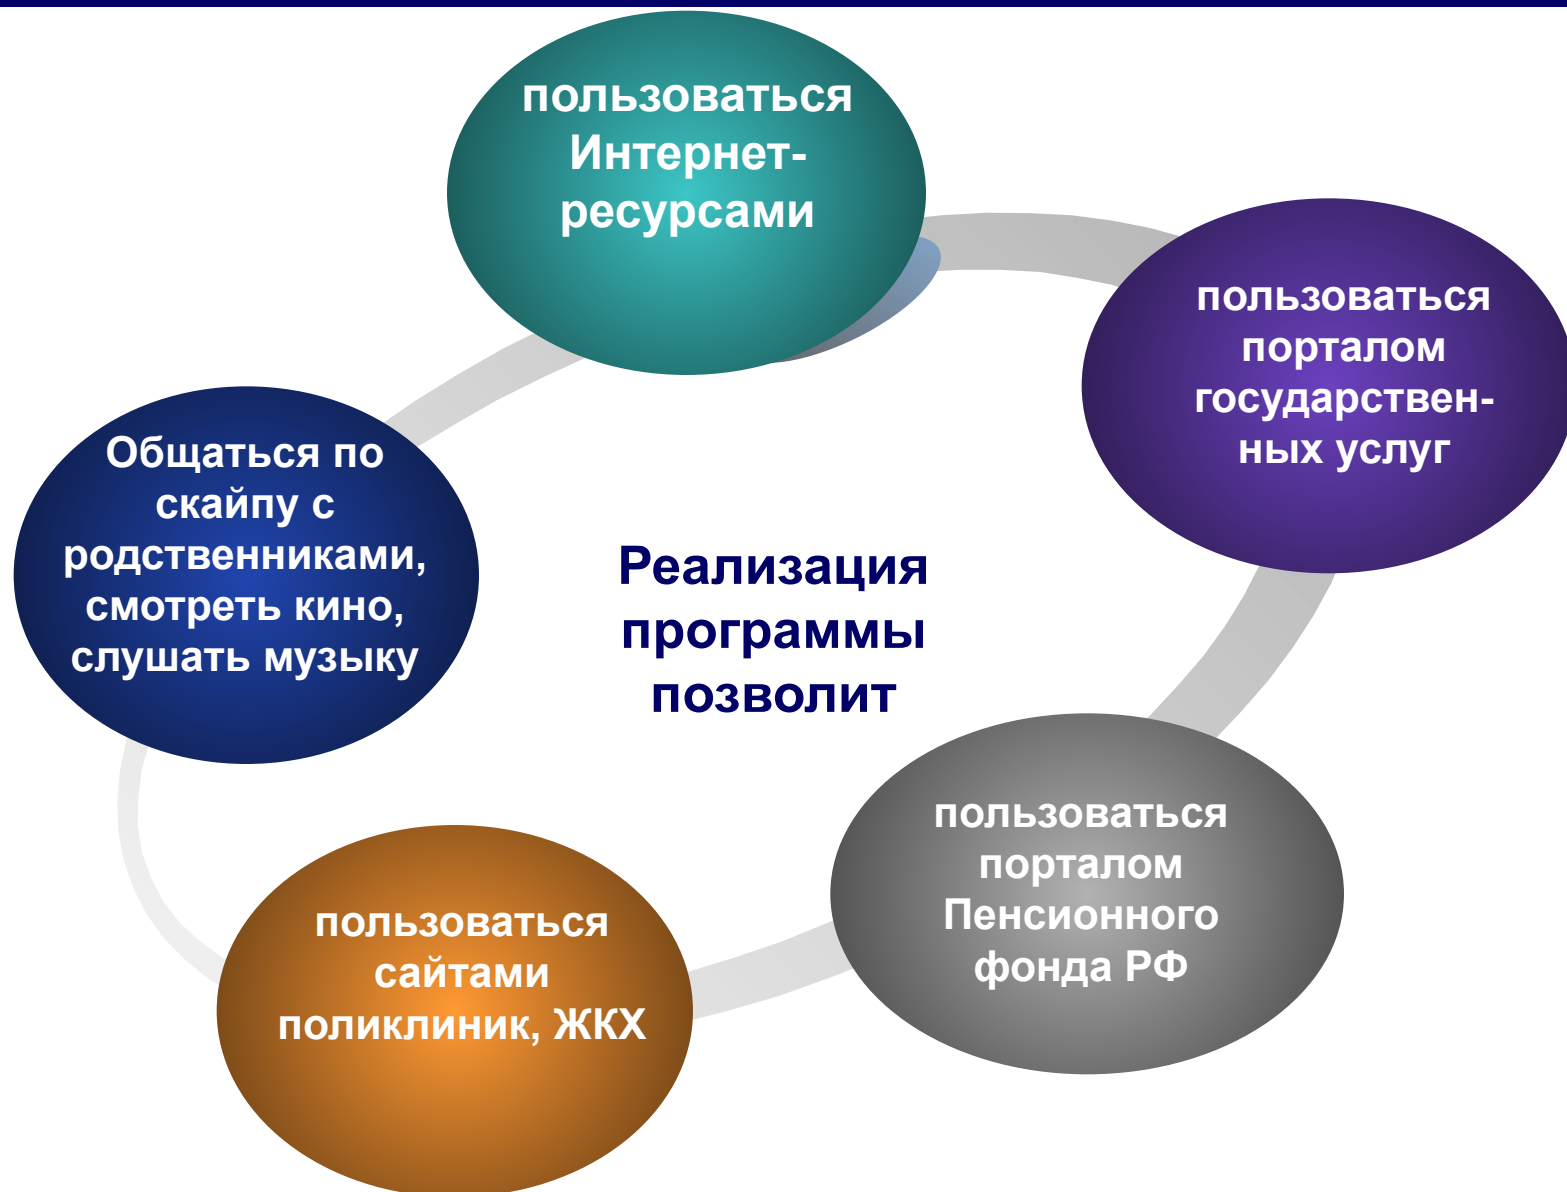 пользоваться
Интернет-
ресурсами
пользоваться
порталом
государствен-
ных услуг
Общаться по
скайпу с
родственниками,
смотреть кино,
слушать музыку
Реализация
программы
позволит
пользоваться
порталом
Пенсионного
фонда РФ
пользоваться
сайтами
поликлиник, ЖКХ